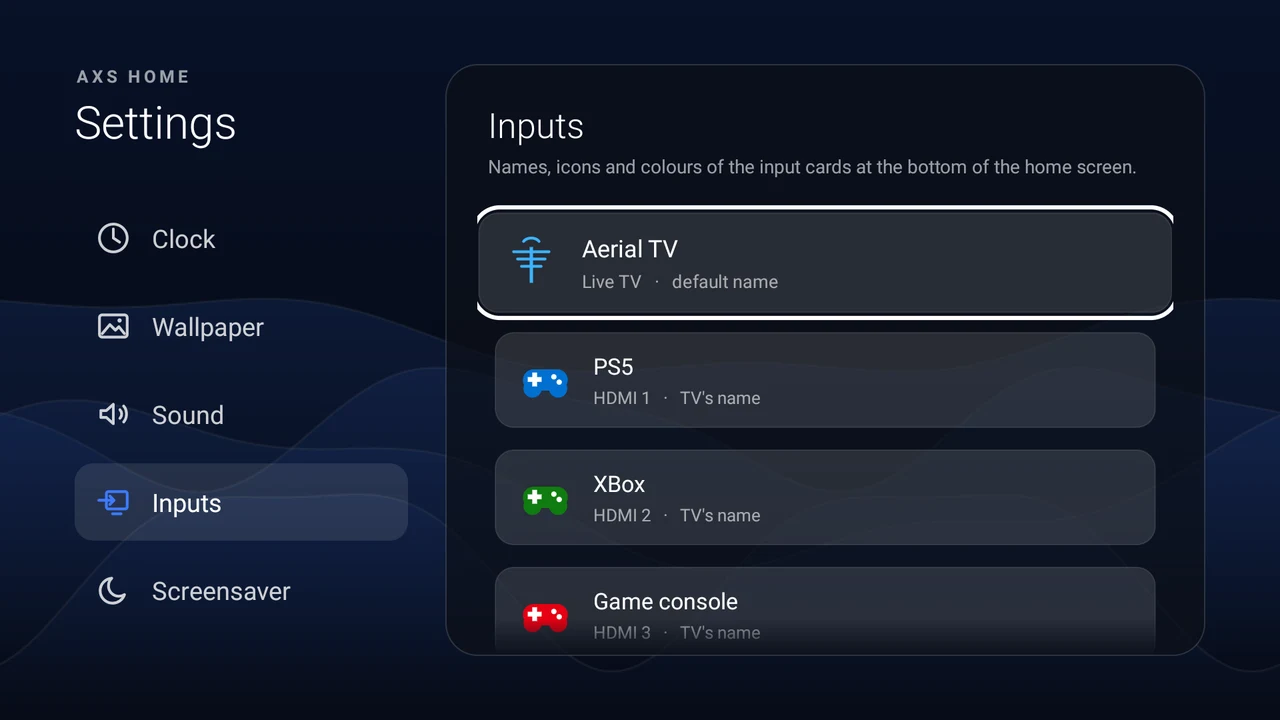 AXS HOME
Settings
Clock
Wallpaper
Sound
Inputs
Screensaver
Inputs
Names, icons and colours of the input cards at the bottom of the home screen.
Aerial TV
Live TV · default name
PS5
HDMI 1 · TV's name
XBox
HDMI 2 · TV's name
Game console
HDMI 3 · TV's name